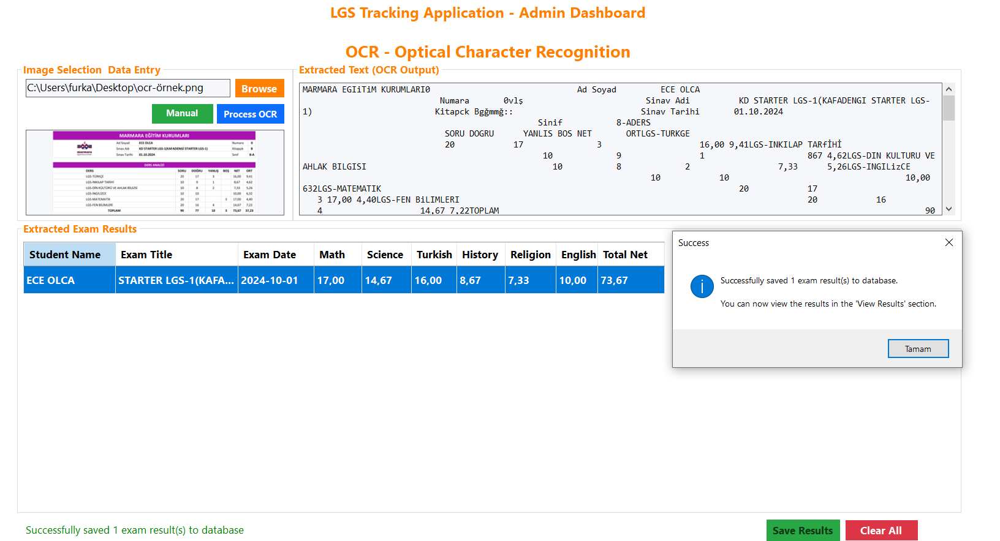 LGS Tracking Application - Admin Dashboard
OCR - Optical Character Recognition
Image Selection Data Entry
C:\Users\furka\Desktop\ocr-örnek.png
Browse
Manual
Process OCR
MARMARA EĞİTİM KURUMLARI
marmara
Ad Soyad ECE OLCA Numara 0
Sınav Adı KD STARTER LGS-1(KAFADENGİ STARTER LGS-1) Kitapçık B
Sınav Tarihi 01.10.2024 Sınıf 8-A
DERS ANALİZİ
DERS SORU DOĞRU YANLIŞ BOŞ NET ORT
LGS-TÜRKÇE 20 17 3 16,00 9,41
LGS-İNKILAP TARİHİ 10 9 1 8,67 4,62
LGS-DİN KÜLTÜRÜ VE AHLAK BİLGİSİ 10 8 2 7,33 5,26
LGS-İNGİLİZCE 10 10 10,00 6,32
LGS-MATEMATİK 20 17 3 17,00 4,40
LGS-FEN BİLİMLERİ 20 16 4 14,67 7,22
TOPLAM 90 77 10 3 73,67 37,23
Extracted Text (OCR Output)
MARMARA EGIiTiM KURUMLARI0 Ad Soyad ECE OLCA
Numara 0vlş Sinav Adi KD STARTER LGS-1(KAFADENGI STARTER LGS-
1) Kitapck Bgğmmğ:: Sinav Tarihi 01.10.2024
Sinif 8-ADERS
SORU DOGRU YANLIS BOS NET ORTLGS-TURKGE
20 17 3 16,00 9,41LGS-INKILAP TARfİHİ
10 9 1 867 4,62LGS-DIN KULTURU VE
AHLAK BILGISI 10 8 2 7,33 5,26LGS-INGILizCE
10 10 10,00
632LGS-MATEMATIK 20 17
3 17,00 4,40LGS-FEN BiLIMLERI 20 16
4 14,67 7,22TOPLAM 90
Extracted Exam Results
Student Name Exam Title Exam Date Math Science Turkish History Religion English Total Net
ECE OLCA STARTER LGS-1(KAFA... 2024-10-01 17,00 14,67 16,00 8,67 7,33 10,00 73,67
Success
Successfully saved 1 exam result(s) to database.
You can now view the results in the 'View Results' section.
Tamam
Successfully saved 1 exam result(s) to database
Save Results
Clear All